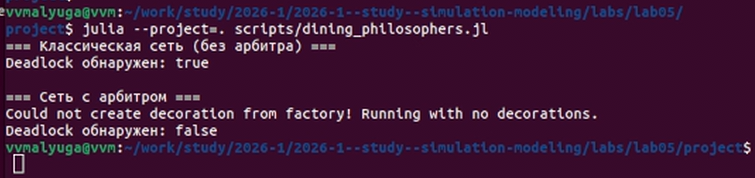 vvmalyuga@vvm:~/work/study/2026-1/2026-1--study--simulation-modeling/labs/lab05/
project$ julia --project=. scripts/dining_philosophers.jl
=== Классическая сеть (без арбитра) ===
Deadlock обнаружен: true

=== Сеть с арбитром ===
Could not create decoration from factory! Running with no decorations.
Deadlock обнаружен: false
vvmalyuga@vvm:~/work/study/2026-1/2026-1--study--simulation-modeling/labs/lab05/project$